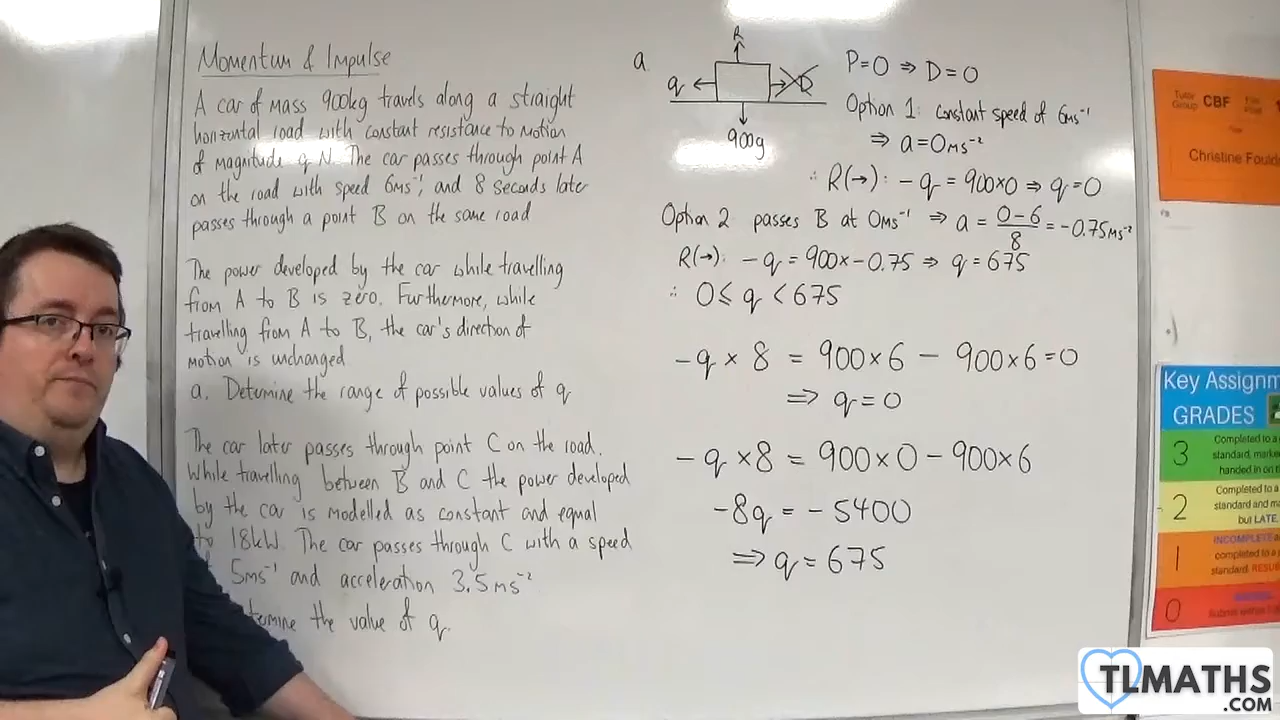 Momentum & Impulse
A car of mass 900kg travels along a straight
horizontal road with constant resistance to motion
of magnitude q N. The car passes through point A
on the road with speed 6ms⁻¹, and 8 seconds later
passes through a point B on the same road
The power developed by the car while travelling
from A to B is zero. Furthermore, while
travelling from A to B, the car's direction of
motion is unchanged
a. Determine the range of possible values of q
The car later passes through point C on the road.
While travelling between B and C the power developed
by the car is modelled as constant and equal
to 18kW. The car passes through C with a speed
5ms⁻¹ and acceleration 3.5ms⁻²
the value of q.
a.
R
q
D
900g
P=0 ⇒ D=0
Option 1: constant speed of 6ms⁻¹
⇒ a=0ms⁻²
∴ R(→): -q = 900×0 ⇒ q=0
Option 2 passes B at 0ms⁻¹ ⇒ a = (0-6)/8 = -0.75ms⁻²
R(→): -q = 900×-0.75 ⇒ q = 675
∴ 0 ≤ q < 675
-q × 8 = 900×6 - 900×6 = 0
⇒ q = 0
-q × 8 = 900×0 - 900×6
-8q = -5400
⇒ q = 675
Tutor
Group CBF
Christine Fould
Key Assignm
GRADES
3
Completed to a
standard, marke
handed in on t
2
Completed to a
standard and ma
but LATE
1
INCOMPLETE
completed to a
standard. RESUB
0
TLMATHS
.COM